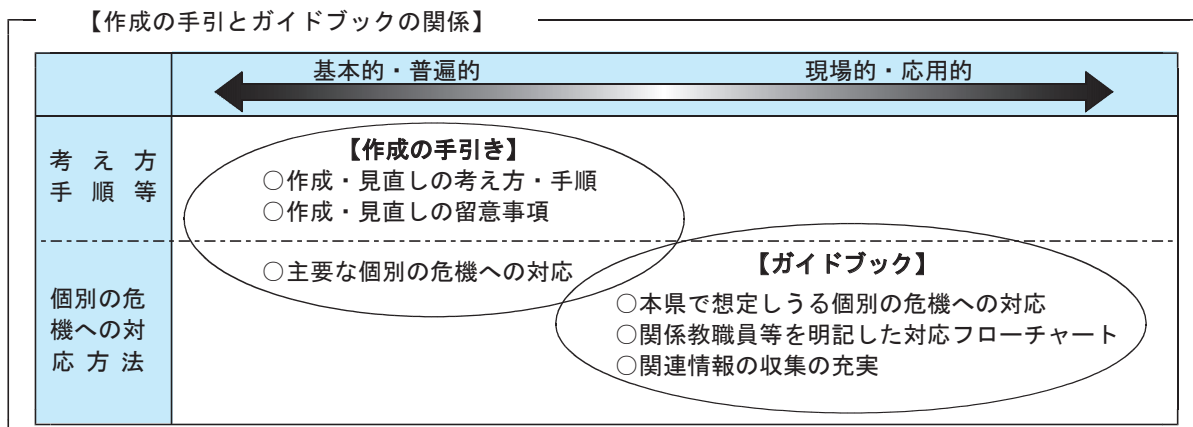 【作成の手引とガイドブックの関係】
基本的・普遍的
現場的・応用的
考え方
手順等
【作成の手引き】
○作成・見直しの考え方・手順
○作成・見直しの留意事項
個別の危
機への対
応方法
○主要な個別の危機への対応
【ガイドブック】
○本県で想定しうる個別の危機への対応
○関係教職員等を明記した対応フローチャート
○関連情報の収集の充実